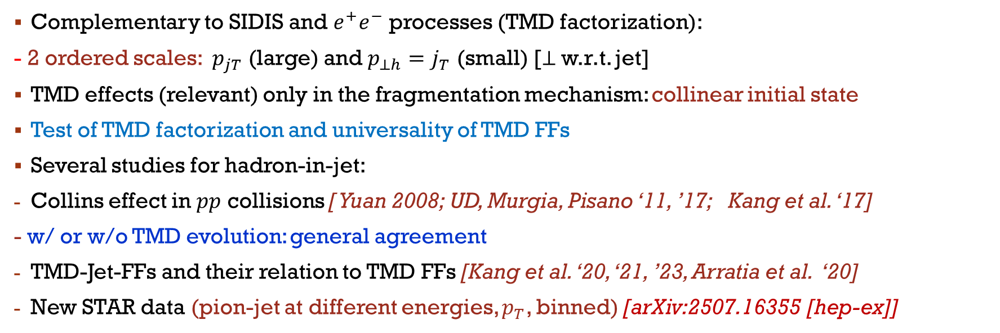 ▪ Complementary to SIDIS and e⁺e⁻ processes (TMD factorization):
- 2 ordered scales: p_{jT} (large) and p_{⊥h} = j_T (small) [⊥ w.r.t. jet]
▪ TMD effects (relevant) only in the fragmentation mechanism: collinear initial state
▪ Test of TMD factorization and universality of TMD FFs
▪ Several studies for hadron-in-jet:
- Collins effect in pp collisions [ Yuan 2008; UD, Murgia, Pisano ‘11, ’17; Kang et al. ‘17]
- w/ or w/o TMD evolution: general agreement
- TMD-Jet-FFs and their relation to TMD FFs [Kang et al. ‘20, ‘21, ’23, Arratia et al. ‘20]
- New STAR data (pion-jet at different energies, p_T, binned) [arXiv:2507.16355 [hep-ex]]